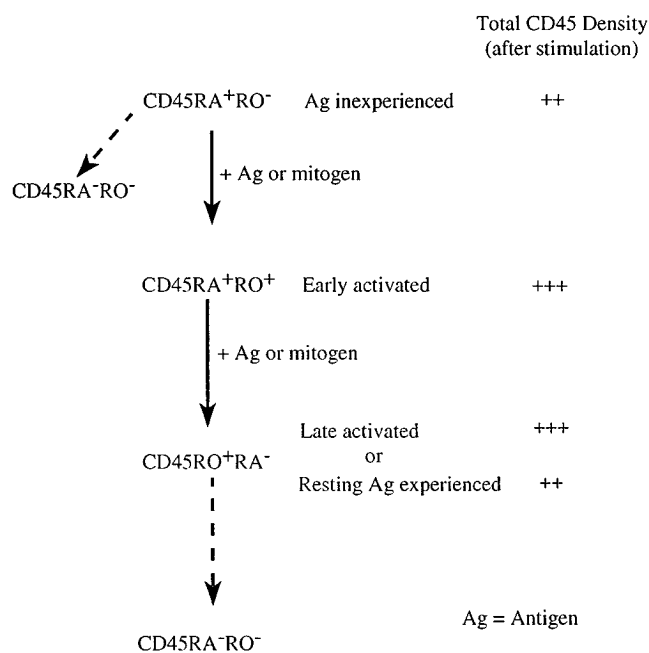 Total CD45 Density
(after stimulation)
CD45RA+RO- Ag inexperienced ++
+ Ag or mitogen
CD45RA-RO-
CD45RA+RO+ Early activated +++
+ Ag or mitogen
Late activated +++
or
CD45RO+RA-
Resting Ag experienced ++
Ag = Antigen
CD45RA-RO-